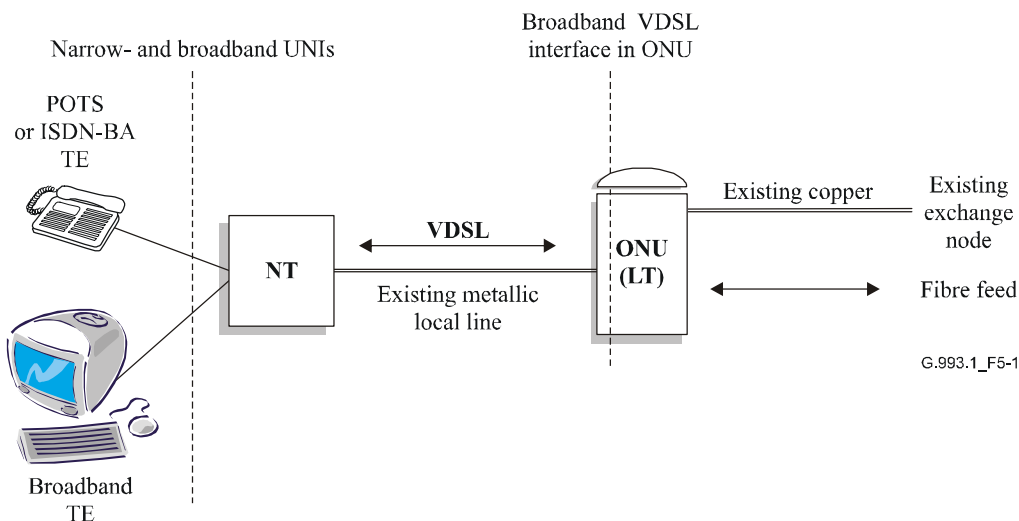 Broadband VDSL
interface in ONU
Narrow- and broadband UNIs
POTS
or ISDN-BA
TE
NT
VDSL
Existing metallic
local line
ONU
(LT)
Existing copper
Existing
exchange
node
Fibre feed
G.993.1_F5-1
Broadband
TE